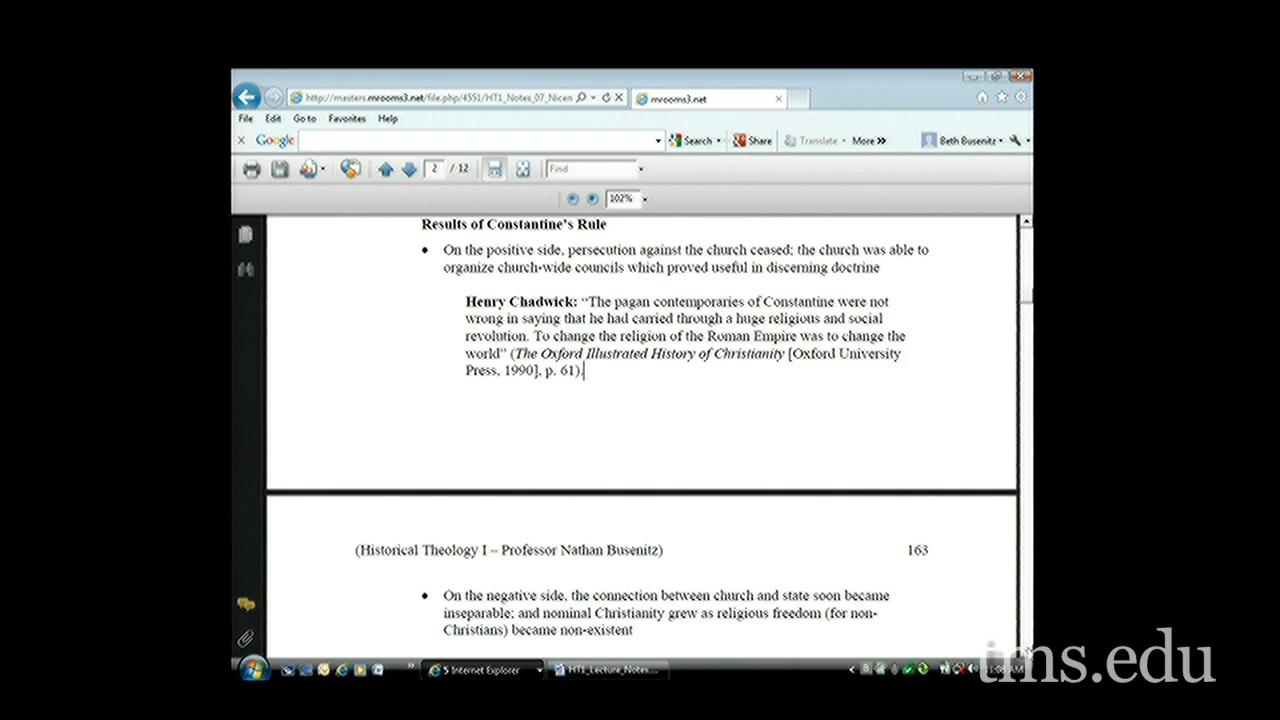 http://masters.mrooms3.net/file.php/4551/HT1_Notes_07_Nicen
mrooms3.net
File Edit Go to Favorites Help
X Google Search Share Translate More » Beth Busenitz
2 / 12 Find
102%
Results of Constantine's Rule
• On the positive side, persecution against the church ceased; the church was able to
organize church-wide councils which proved useful in discerning doctrine
Henry Chadwick: “The pagan contemporaries of Constantine were not
wrong in saying that he had carried through a huge religious and social
revolution. To change the religion of the Roman Empire was to change the
world” (The Oxford Illustrated History of Christianity [Oxford University
Press, 1990], p. 61).
(Historical Theology I – Professor Nathan Busenitz) 163
• On the negative side, the connection between church and state soon became
inseparable; and nominal Christianity grew as religious freedom (for non-
Christians) became non-existent
5 Internet Explorer HT1_Lecture_Notes...
tms.edu